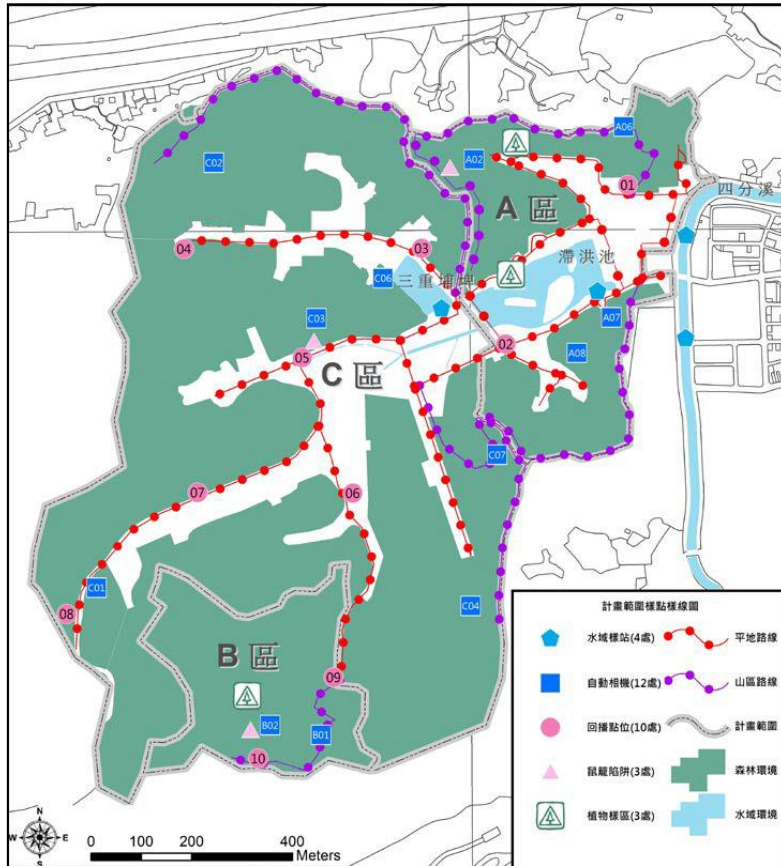 C02
A02
A06
01
四分溪
A區
04
03
滯洪池
C06
三重埔埤
C03
A07
02
05
A08
C區
C07
07
06
C01
08
C04
B區
09
B02
B01
10
計畫範圍樣點樣線圖
水域樣站(4處)
平地路線
自動相機(12處)
山區路線
回播點位(10處)
計畫範圍
鼠籠陷阱(3處)
森林環境
植物樣區(3處)
水域環境
N
W
E
S
0 100 200 400
Meters